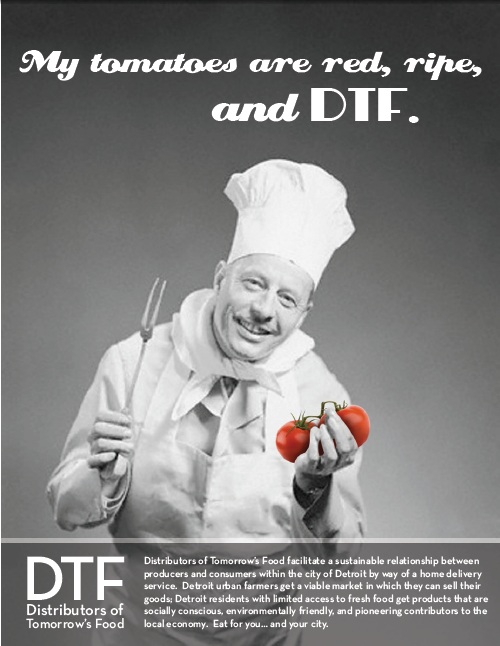 My tomatoes are red, ripe,
and DTF.
DTF
Distributors of
Tomorrow's Food
Distributors of Tomorrow's Food facilitate a sustainable relationship between
producers and consumers within the city of Detroit by way of a home delivery
service. Detroit urban farmers get a viable market in which they can sell their
goods; Detroit residents with limited access to fresh food get products that are
socially conscious, environmentally friendly, and pioneering contributors to the
local economy. Eat for you... and your city.